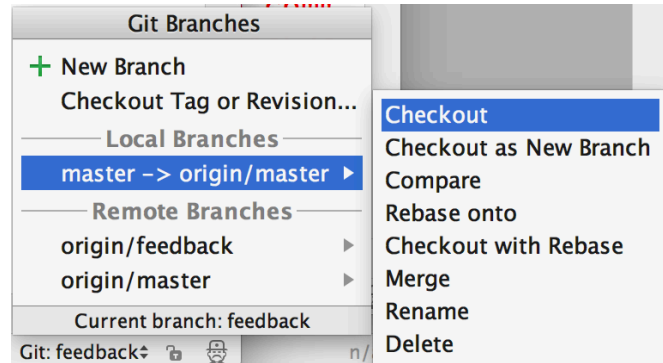 Git Branches
New Branch
Checkout Tag or Revision...
Local Branches
master -> origin/master
Remote Branches
origin/feedback
origin/master
Current branch: feedback
Git: feedback
n/
Checkout
Checkout as New Branch
Compare
Rebase onto
Checkout with Rebase
Merge
Rename
Delete